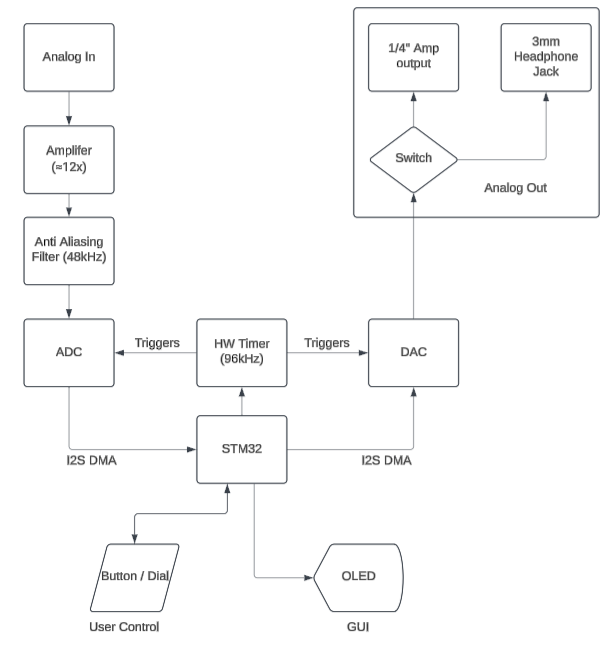 Analog In
1/4" Amp
output
3mm
Headphone
Jack
Amplifer
(≈12x)
Switch
Analog Out
Anti Aliasing
Filter (48kHz)
ADC
Triggers
HW Timer
(96kHz)
Triggers
DAC
STM32
I2S DMA
I2S DMA
Button / Dial
OLED
User Control
GUI